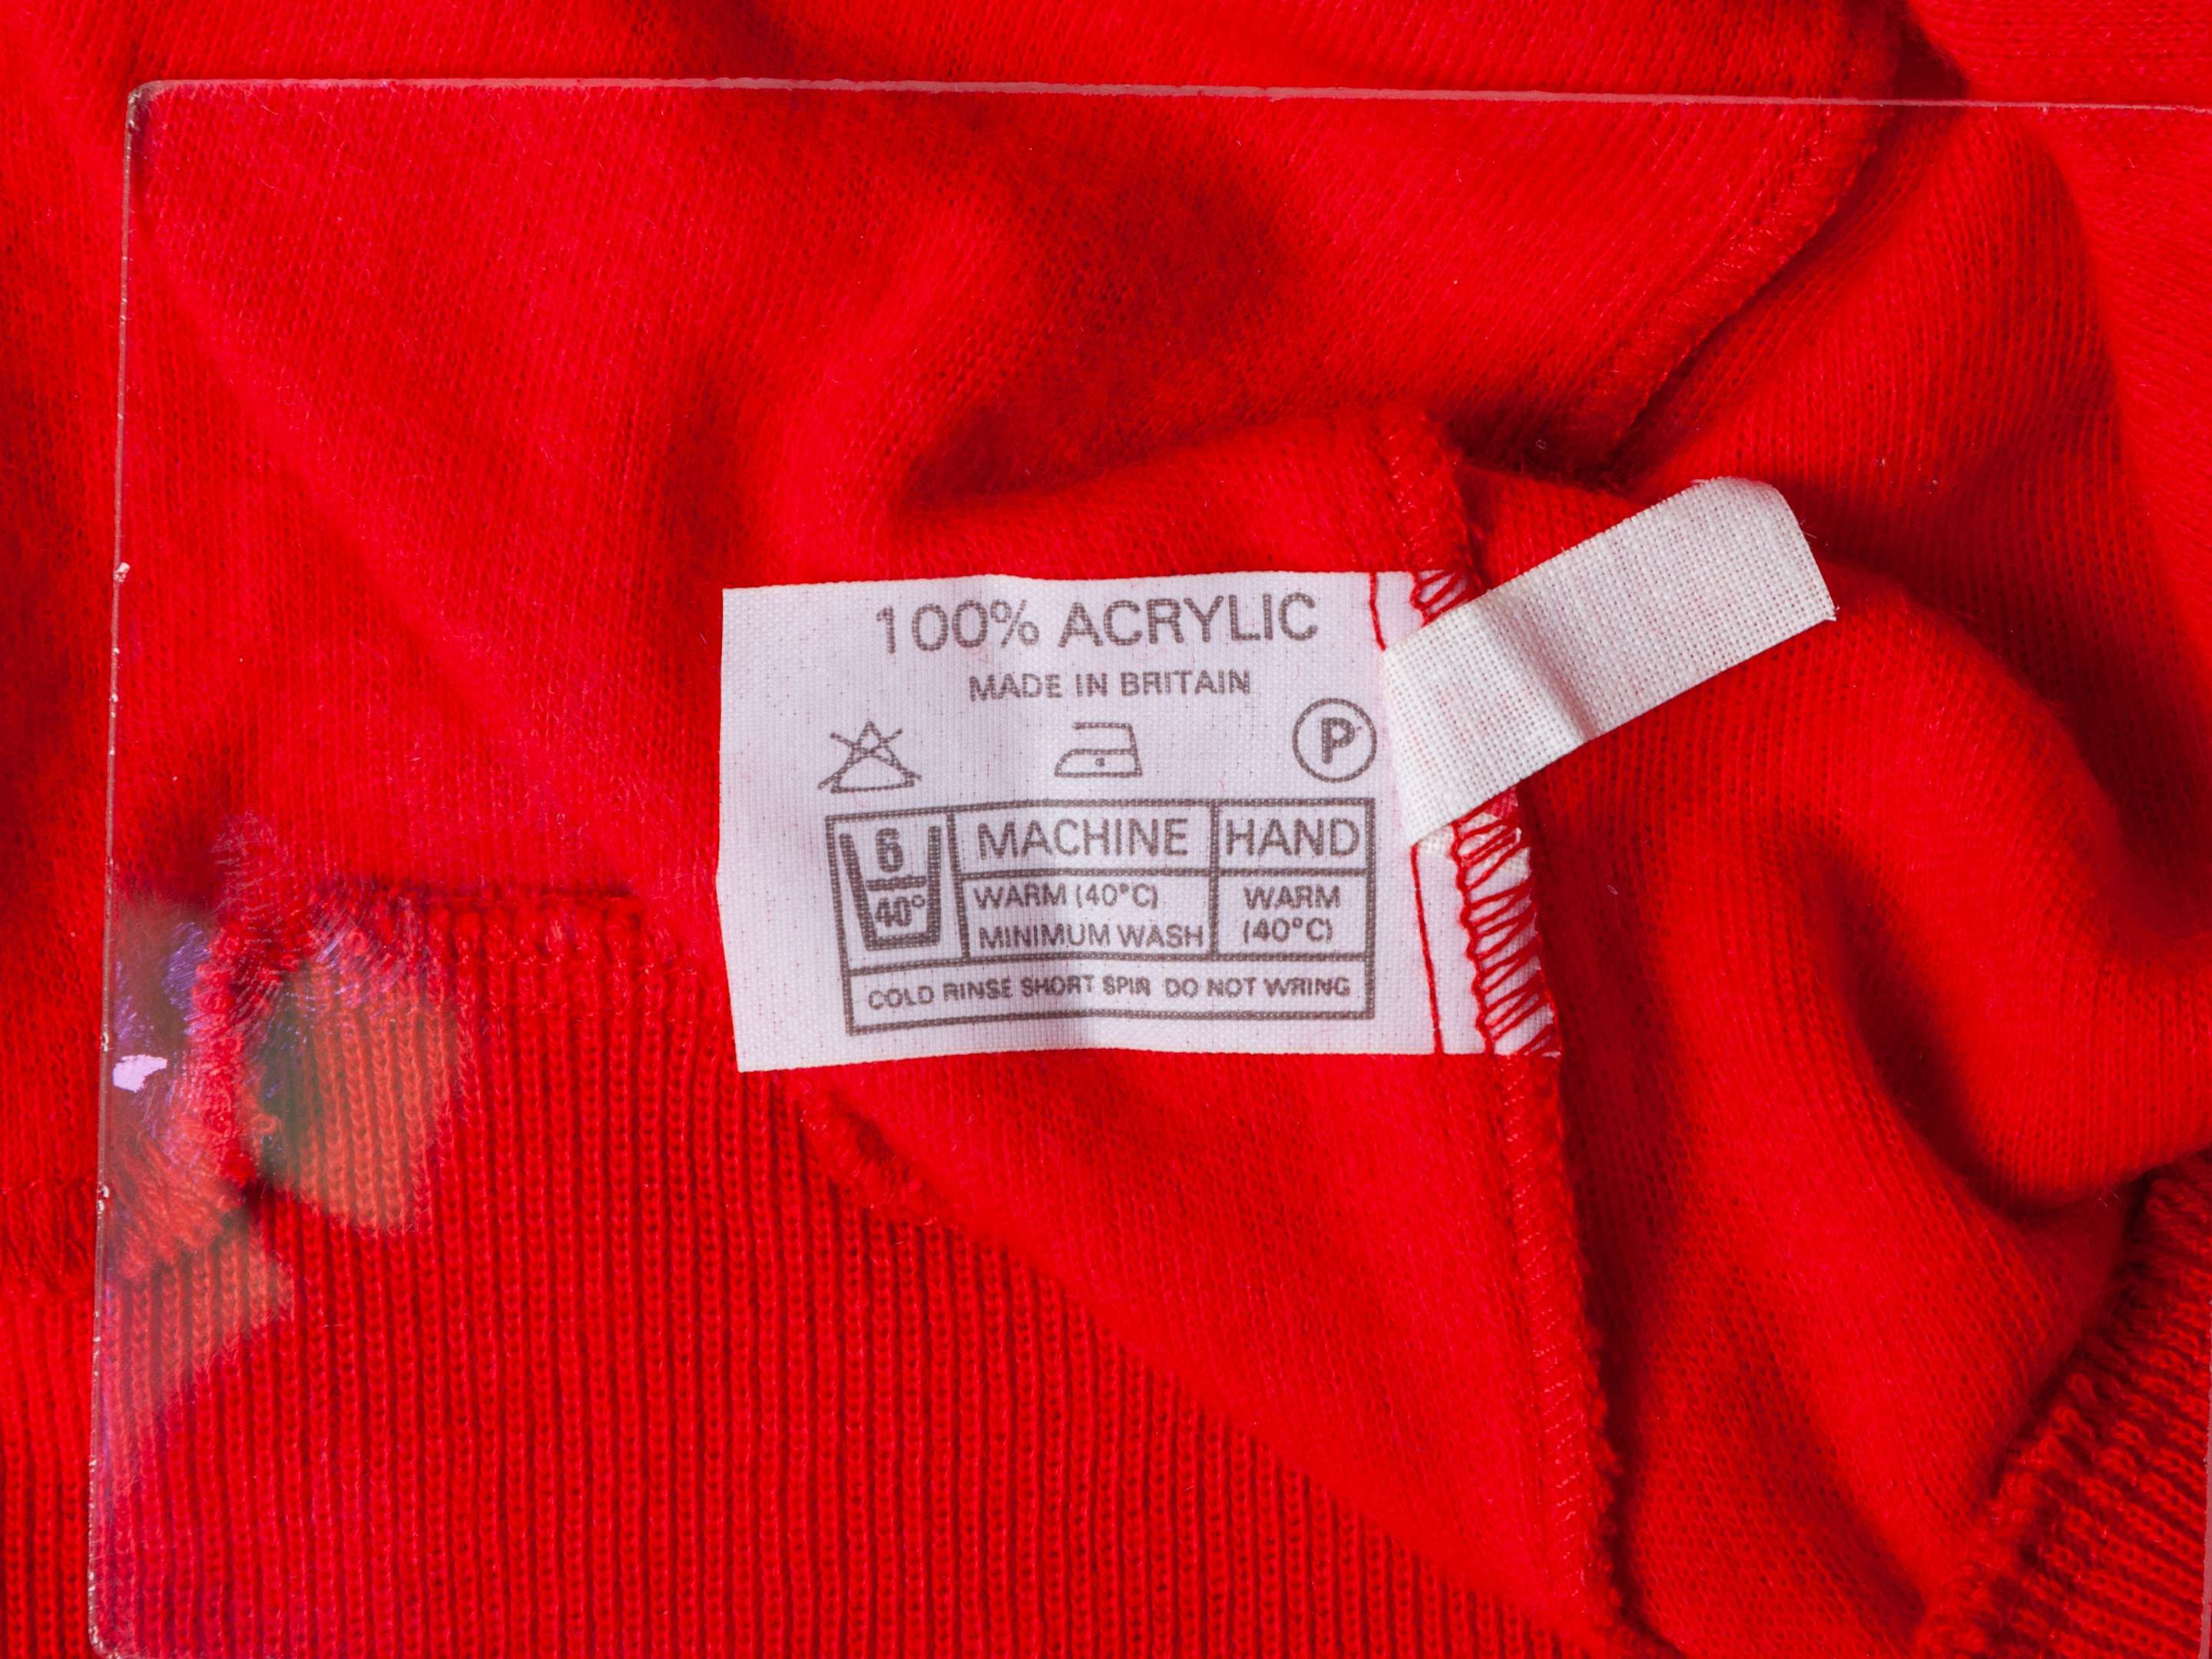 100% ACRYLIC
MADE IN BRITAIN
P
6
40°
MACHINE
HAND
WARM (40°C)
MINIMUM WASH
WARM
(40°C)
COLD RINSE SHORT SPIN DO NOT WRING